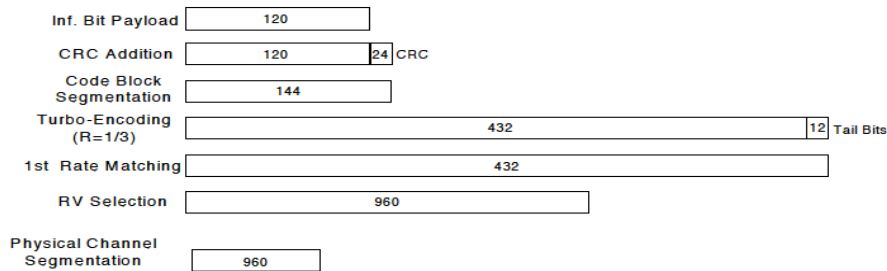 Inf. Bit Payload 120
CRC Addition 120 24 CRC
Code Block
Segmentation 144
Turbo-Encoding
(R=1/3) 432 12 Tail Bits
1st Rate Matching 432
RV Selection 960
Physical Channel
Segmentation 960